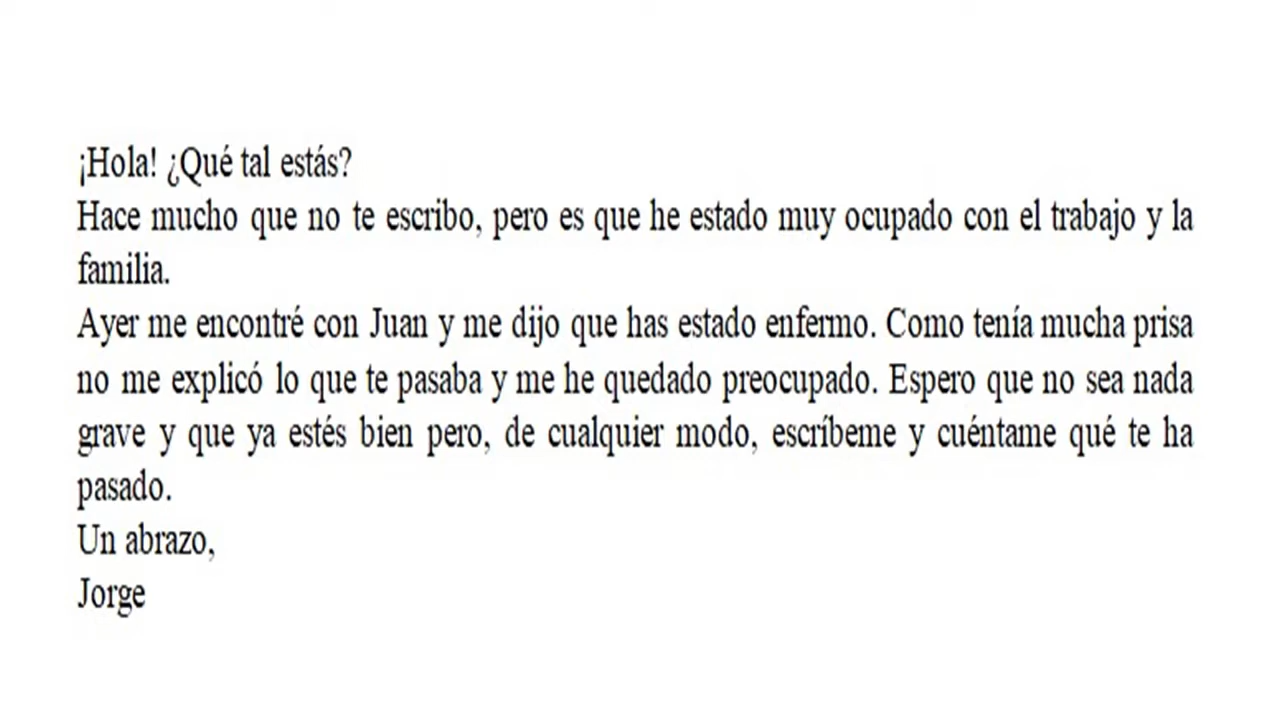 ¡Hola! ¿Qué tal estás?
Hace mucho que no te escribo, pero es que he estado muy ocupado con el trabajo y la
familia.
Ayer me encontré con Juan y me dijo que has estado enfermo. Como tenía mucha prisa
no me explicó lo que te pasaba y me he quedado preocupado. Espero que no sea nada
grave y que ya estés bien pero, de cualquier modo, escríbeme y cuéntame qué te ha
pasado.
Un abrazo,
Jorge